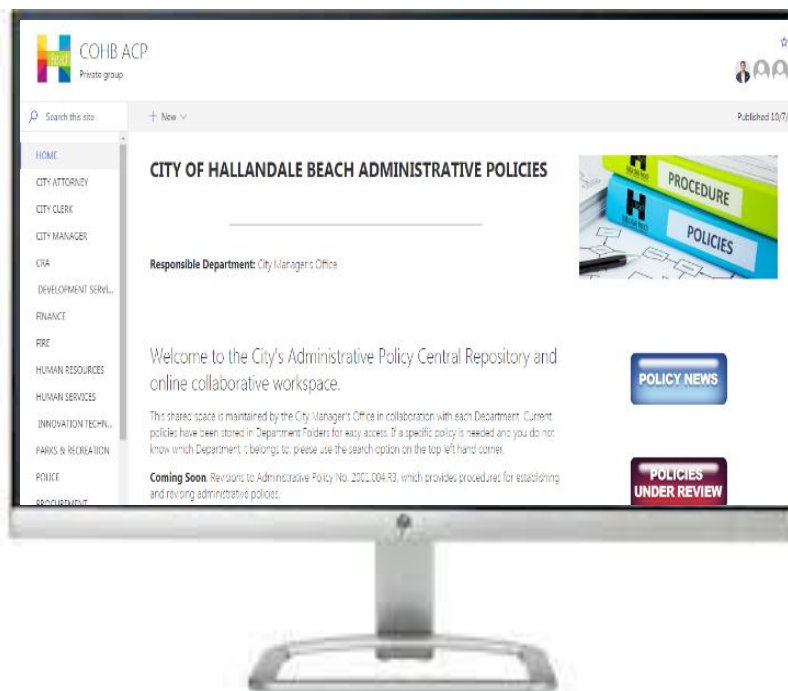 COHB ACP
Private group
Search this site
+ New
Published 10/7/
HOME
CITY ATTORNEY
CITY CLERK
CITY MANAGER
CRA
DEVELOPMENT SERVI...
FINANCE
FIRE
HUMAN RESOURCES
HUMAN SERVICES
INNOVATION TECHN...
PARKS & RECREATION
POLICE
PROCUREMENT
CITY OF HALLANDALE BEACH ADMINISTRATIVE POLICIES
Responsible Department: City Manager's Office
Welcome to the City's Administrative Policy Central Repository and
online collaborative workspace.
This shared space is maintained by the City Manager's Office in collaboration with each Department. Current
policies have been stored in Department Folders for easy access. If a specific policy is needed and you do not
know which Department it belongs to, please use the search option on the top left hand corner.
Coming Soon: Revisions to Administrative Policy No. 2001.004.R3, which provides procedures for establishing
and revising administrative policies.
PROCEDURE
POLICIES
POLICY NEWS
POLICIES
UNDER REVIEW
hp